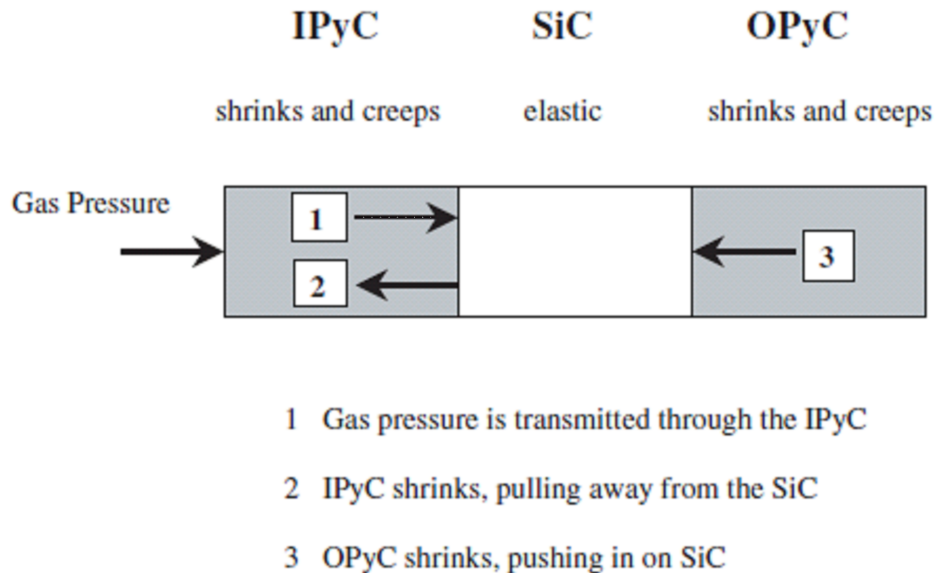 IPyC SiC OPyC
shrinks and creeps elastic shrinks and creeps
Gas Pressure
1
2
3
1 Gas pressure is transmitted through the IPyC
2 IPyC shrinks, pulling away from the SiC
3 OPyC shrinks, pushing in on SiC